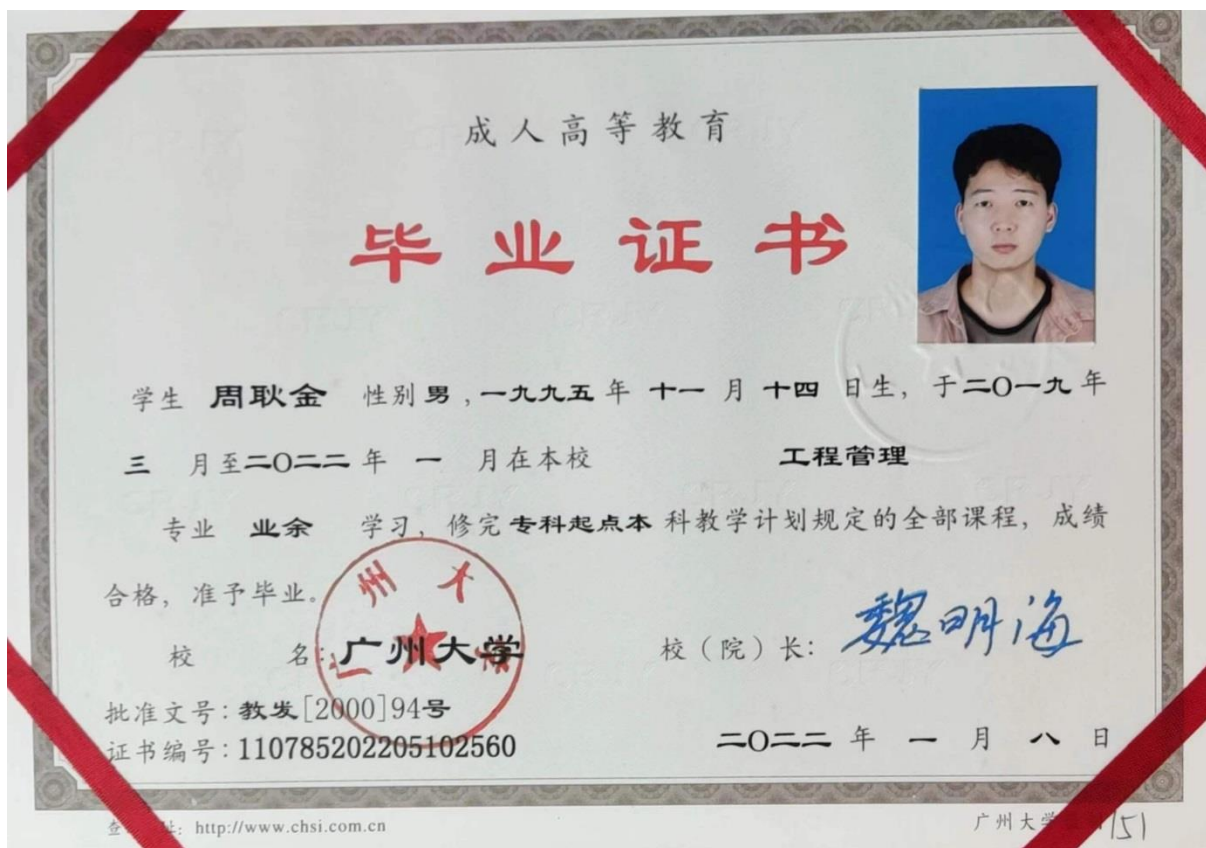 成人高等教育
毕业证书
学生 周耿金 性别 男,一九九五年 十一 月 十四 日生, 于二〇一九年
三 月至二〇二二年 一 月在本校 工程管理
专业 业余 学习, 修完专科起点本科教学计划规定的全部课程, 成绩
合格, 准予毕业。
校 名:广州大学 校(院)长: 魏明海
广州大学
批准文号:教发[2000]94号
证书编号:110785202205102560 二〇二二 年 一 月 八 日
http://www.chsi.com.cn 广州大学 151